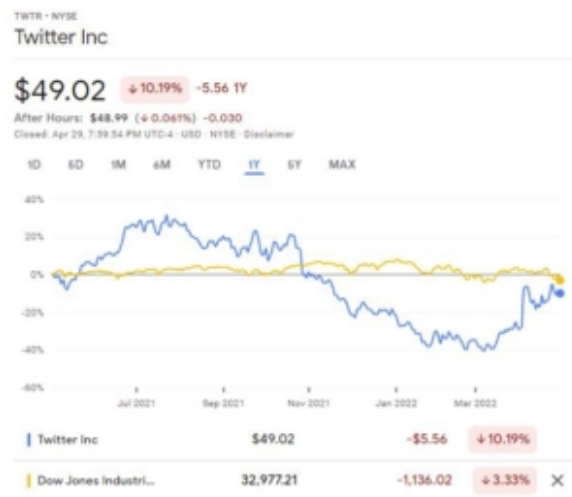 TWTR • NYSE
Twitter Inc
$49.02 ↓10.19% -5.56 1Y
After Hours: $48.99 (↓0.061%) -0.030
Closed: Apr 29, 7:59:54 PM UTC-4 · USD · NYSE · Disclaimer
1D 5D 1M 6M YTD 1Y 5Y MAX
40%
20%
0%
-20%
-40%
-60%
Jul 2021 Sep 2021 Nov 2021 Jan 2022 Mar 2022
Twitter Inc $49.02 -$5.56 ↓10.19%
Dow Jones Industri... 32,977.21 -1,136.02 ↓3.33% ×